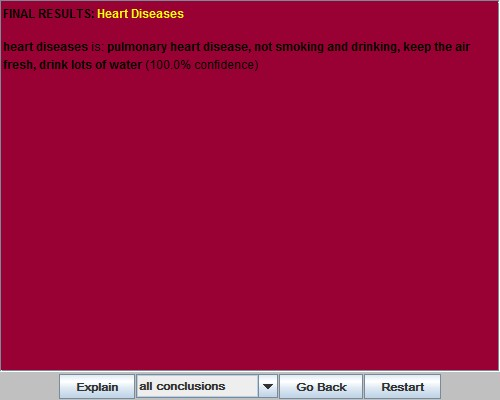 FINAL RESULTS: Heart Diseases
heart diseases is: pulmonary heart disease, not smoking and drinking, keep the air
fresh, drink lots of water (100.0% confidence)
Explain all conclusions Go Back Restart